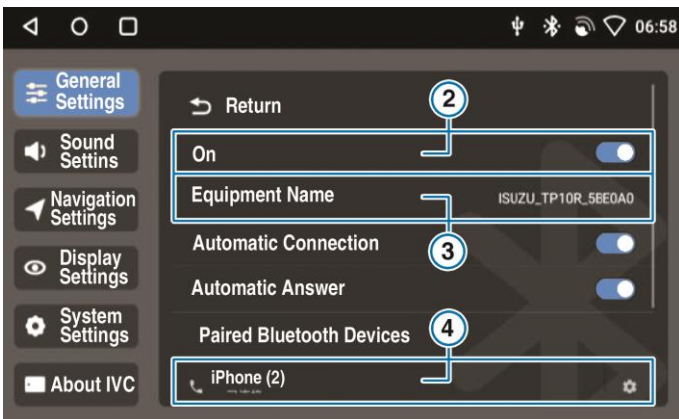 06:58
General
Settings
Sound
Settins
Navigation
Settings
Display
Settings
System
Settings
About IVC
Return
2
On
Equipment Name
ISUZU_TP10R_5BE0A0
3
Automatic Connection
Automatic Answer
Paired Bluetooth Devices
4
iPhone (2)